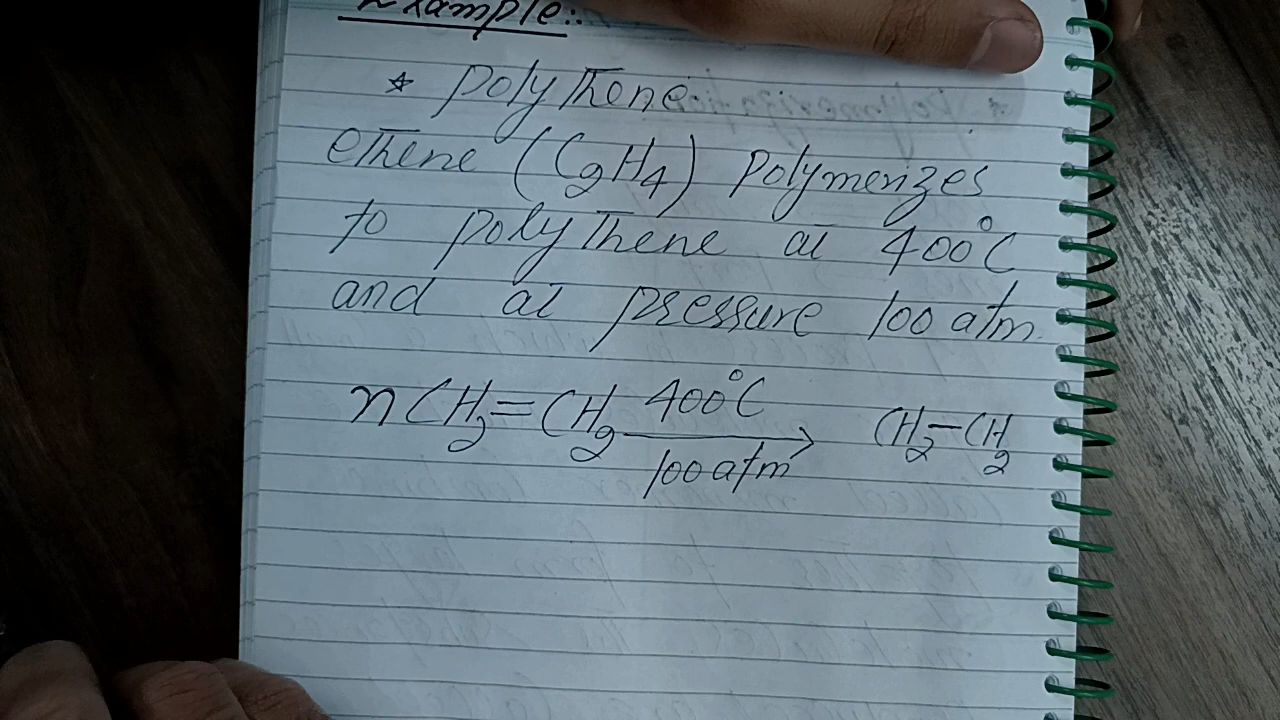 Example:
* Polythene
ethene (C2H4) Polymerizes
to polythene at 400°C
and at pressure 100 atm.
nCH2=CH2 400°C/100 atm → CH2-CH2